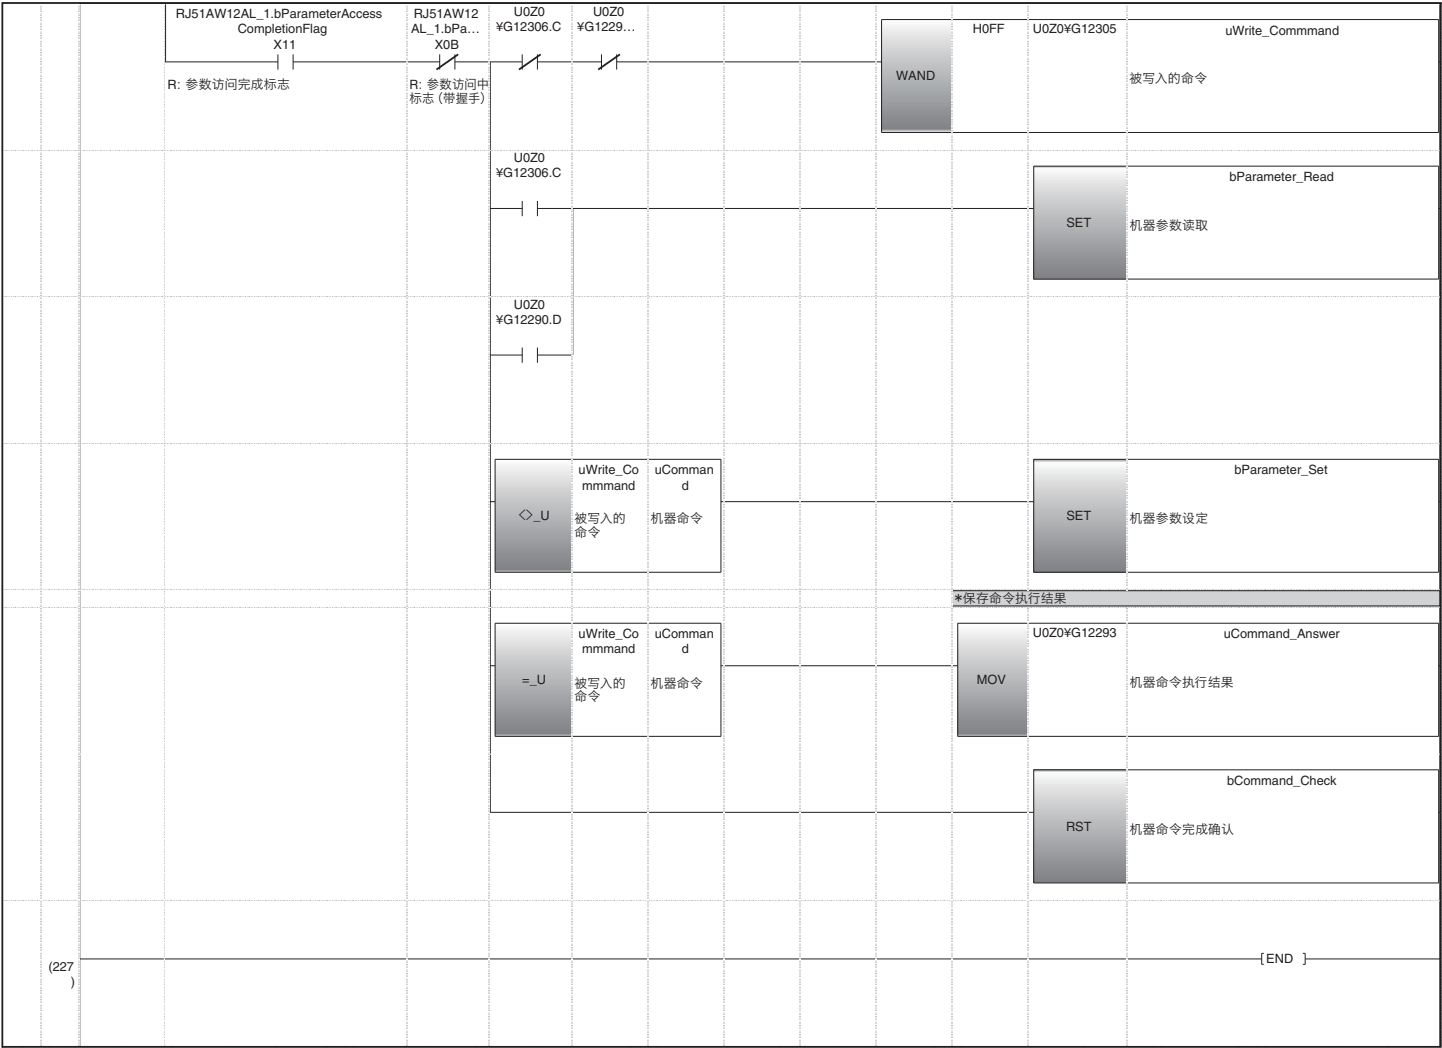 RJ51AW12AL_1.bParameterAccess
CompletionFlag
X11
R: 参数访问完成标志
RJ51AW12
AL_1.bPa...
X0B
R: 参数访问中
标志 (带握手)
U0Z0
¥G12306.C
U0Z0
¥G1229...
WAND
H0FF
U0Z0¥G12305
uWrite_Commmand
被写入的命令
U0Z0
¥G12306.C
SET
bParameter_Read
机器参数读取
U0Z0
¥G12290.D
<>_U
uWrite_Co
mmmand
被写入的
命令
uComman
d
机器命令
SET
bParameter_Set
机器参数设定
*保存命令执行结果
=_U
uWrite_Co
mmmand
被写入的
命令
uComman
d
机器命令
MOV
U0Z0¥G12293
uCommand_Answer
机器命令执行结果
RST
bCommand_Check
机器命令完成确认
(227
)
[END ]